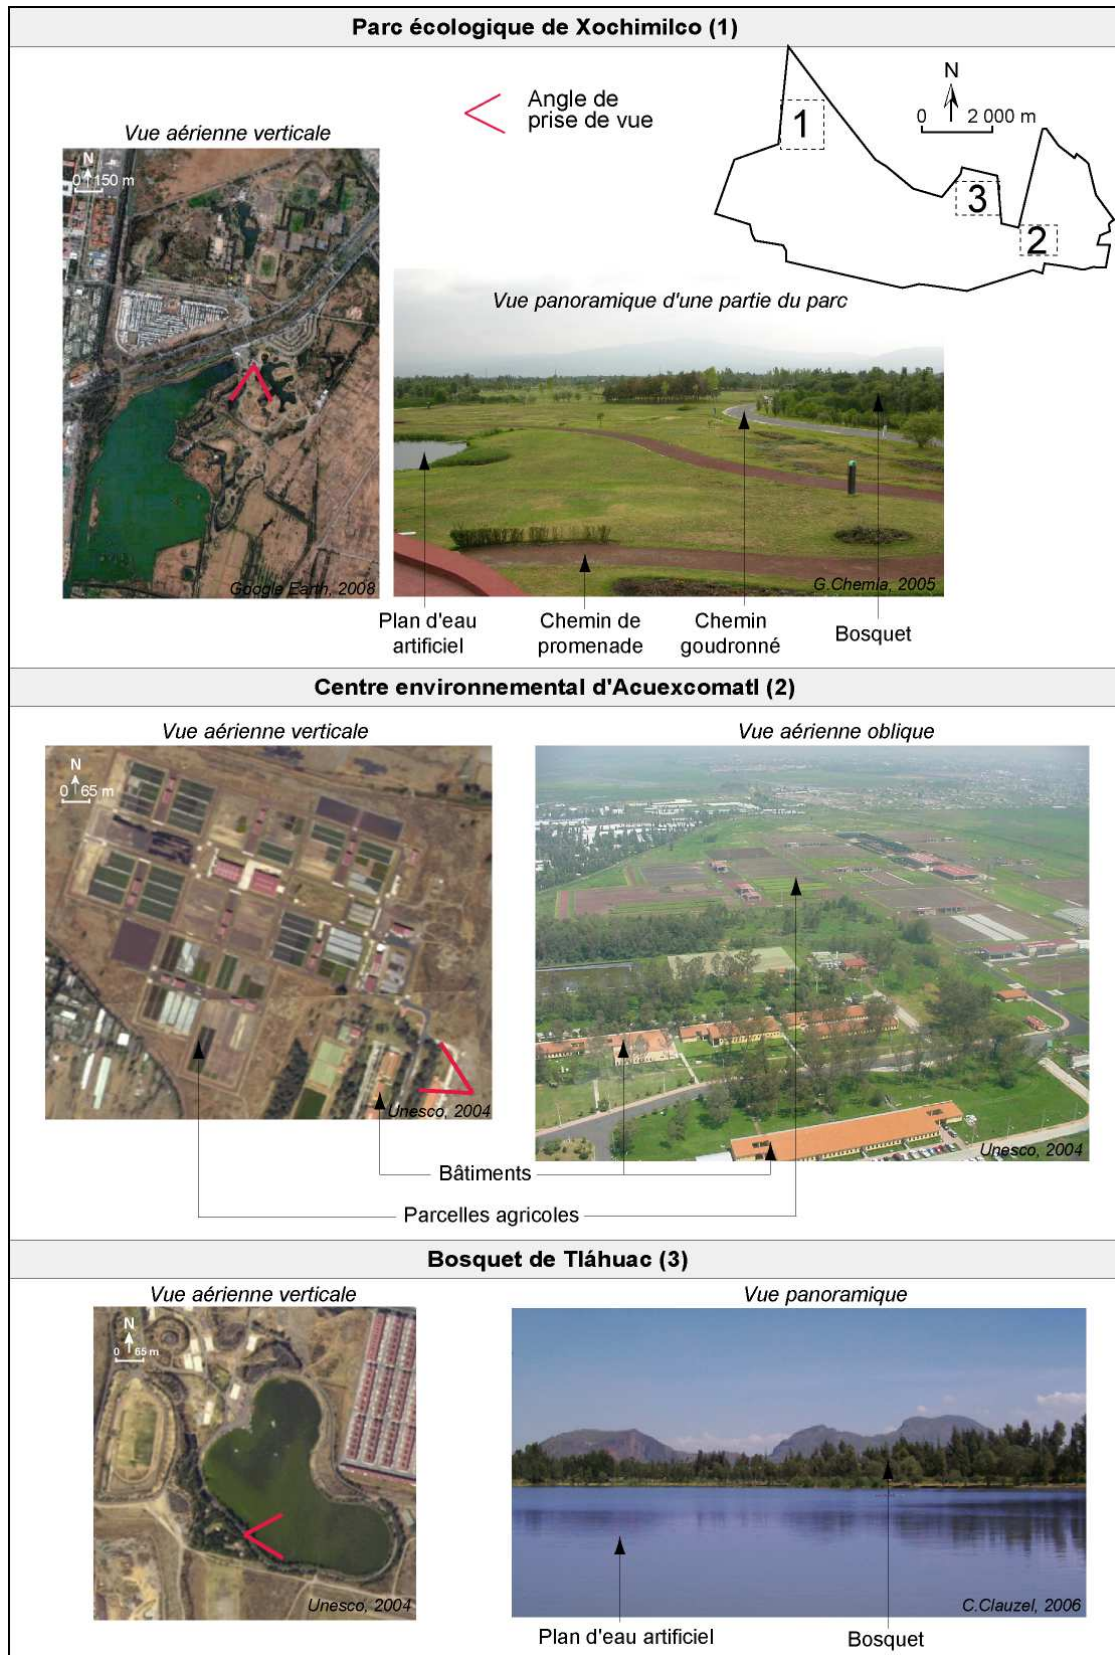 Parc écologique de Xochimilco (1)
Angle de
prise de vue
N
0 2 000 m
1
3
2
Vue aérienne verticale
N
0 150 m
Google Earth, 2008
Vue panoramique d'une partie du parc
G.Chemla, 2005
Plan d'eau
artificiel
Chemin de
promenade
Chemin
goudronné
Bosquet
Centre environnemental d'Acuexcomatl (2)
Vue aérienne verticale
N
0 65 m
Unesco, 2004
Vue aérienne oblique
Unesco, 2004
Bâtiments
Parcelles agricoles
Bosquet de Tláhuac (3)
Vue aérienne verticale
N
0 65 m
Unesco, 2004
Vue panoramique
C.Clauzel, 2006
Plan d'eau artificiel
Bosquet